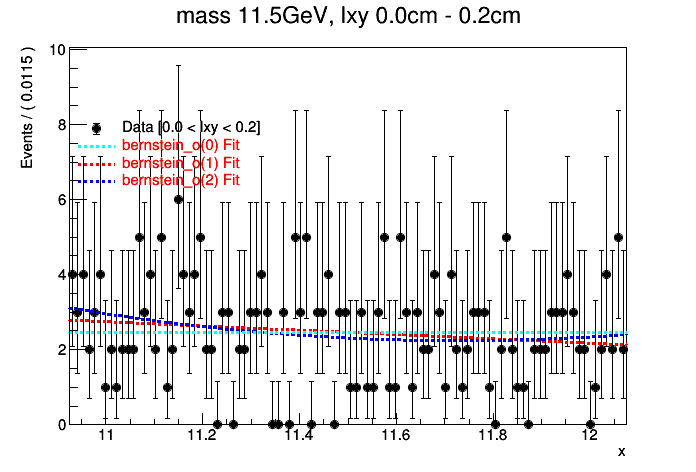 mass 11.5GeV, lxy 0.0cm - 0.2cm
Events / ( 0.0115 )
10
8
6
4
2
0
Data [0.0 < lxy < 0.2]
bernstein_o(0) Fit
bernstein_o(1) Fit
bernstein_o(2) Fit
11 11.2 11.4 11.6 11.8 12
x